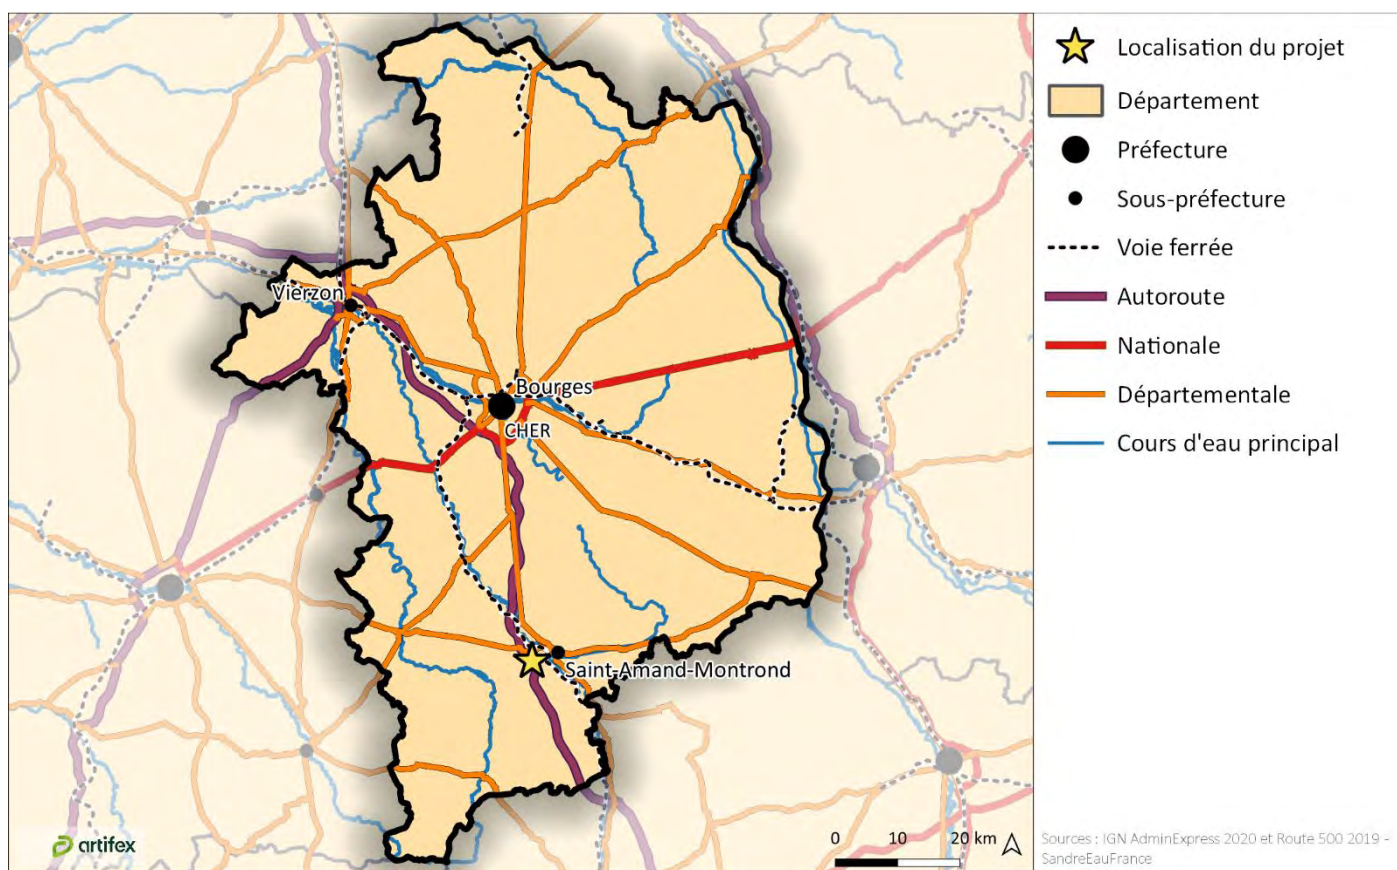 Vierzon
Bourges
CHER
Saint-Amand-Montrond
artifex
0 10 20 km
Localisation du projet
Département
Préfecture
Sous-préfecture
Voie ferrée
Autoroute
Nationale
Départementale
Cours d'eau principal
Sources : IGN AdminExpress 2020 et Route 500 2019 -
SandreEauFrance